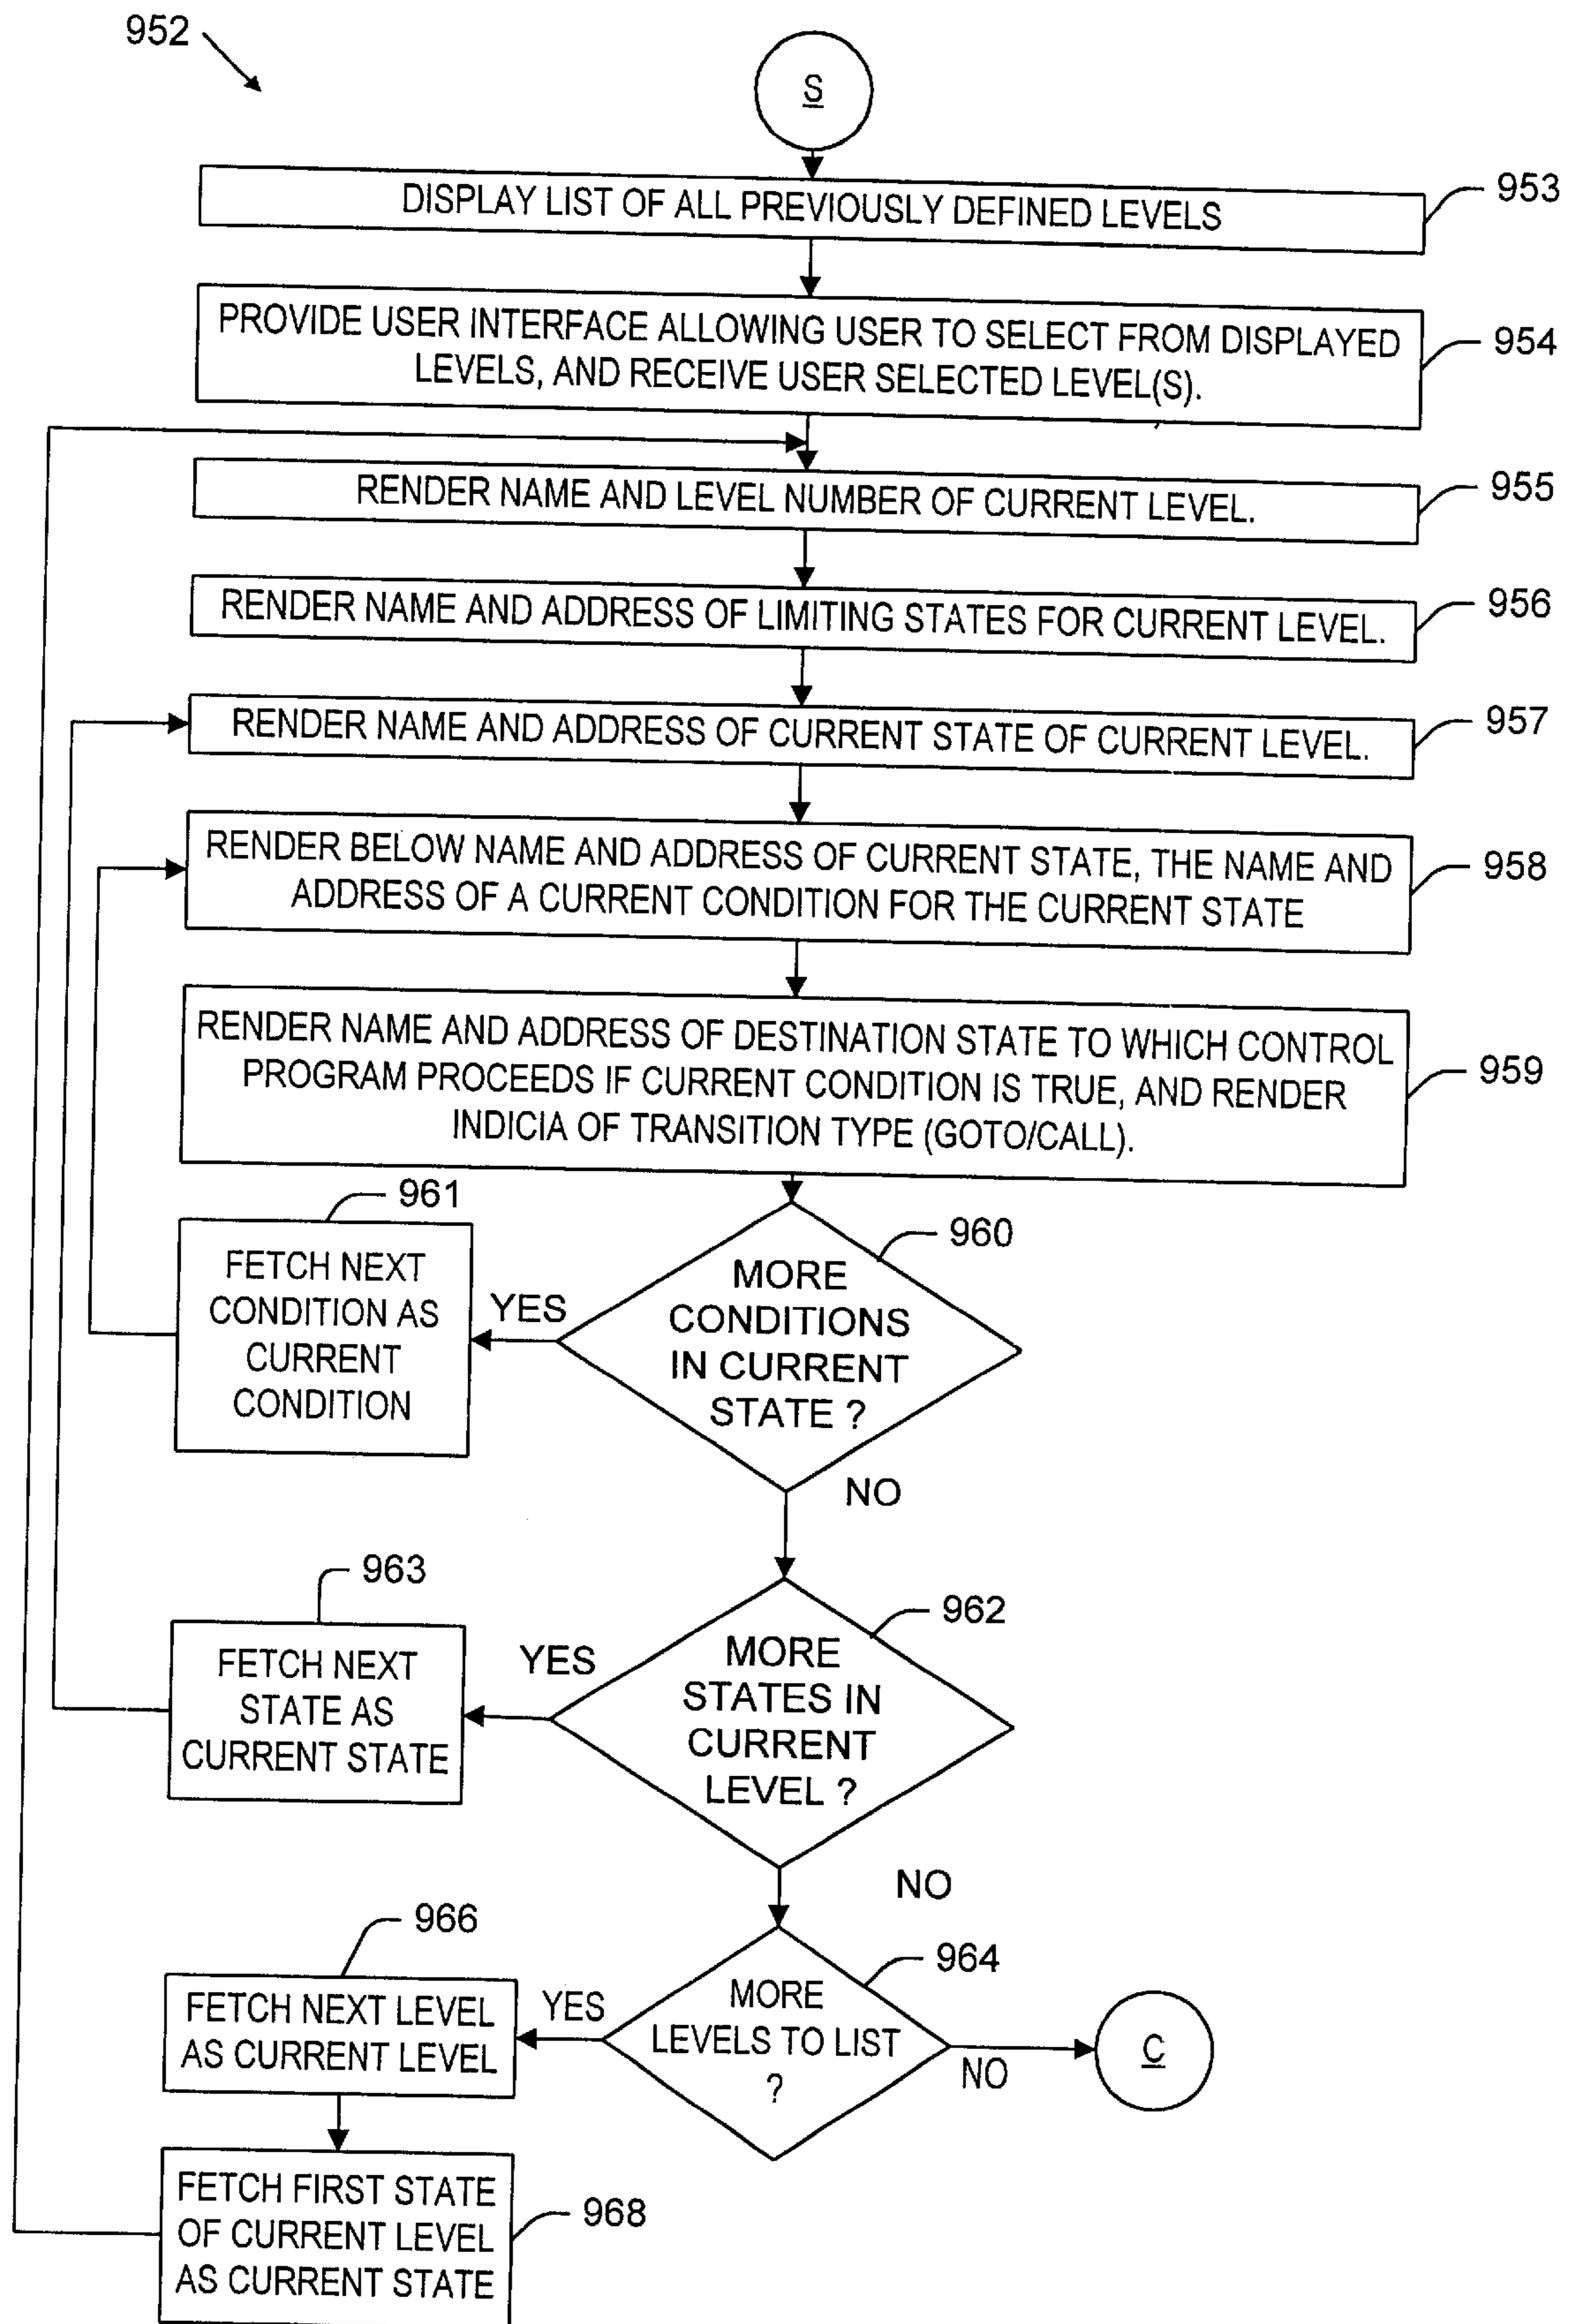 952
S
DISPLAY LIST OF ALL PREVIOUSLY DEFINED LEVELS
953
PROVIDE USER INTERFACE ALLOWING USER TO SELECT FROM DISPLAYED
LEVELS, AND RECEIVE USER SELECTED LEVEL(S).
954
RENDER NAME AND LEVEL NUMBER OF CURRENT LEVEL.
955
RENDER NAME AND ADDRESS OF LIMITING STATES FOR CURRENT LEVEL.
956
RENDER NAME AND ADDRESS OF CURRENT STATE OF CURRENT LEVEL.
957
RENDER BELOW NAME AND ADDRESS OF CURRENT STATE, THE NAME AND
ADDRESS OF A CURRENT CONDITION FOR THE CURRENT STATE
958
RENDER NAME AND ADDRESS OF DESTINATION STATE TO WHICH CONTROL
PROGRAM PROCEEDS IF CURRENT CONDITION IS TRUE, AND RENDER
INDICIA OF TRANSITION TYPE (GOTO/CALL).
959
961
FETCH NEXT
CONDITION AS
CURRENT
CONDITION
YES
960
MORE
CONDITIONS
IN CURRENT
STATE ?
NO
963
FETCH NEXT
STATE AS
CURRENT STATE
YES
962
MORE
STATES IN
CURRENT
LEVEL ?
NO
966
FETCH NEXT LEVEL
AS CURRENT LEVEL
YES
964
MORE
LEVELS TO LIST
?
NO
C
FETCH FIRST STATE
OF CURRENT LEVEL
AS CURRENT STATE
968